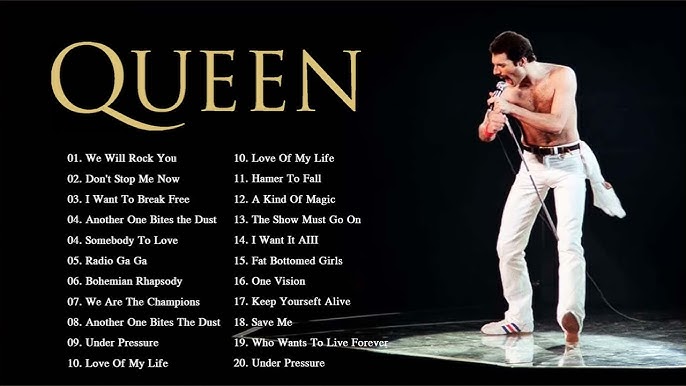 QUEEN
01. We Will Rock You
02. Don't Stop Me Now
03. I Want To Break Free
04. Another One Bites the Dust
04. Somebody To Love
05. Radio Ga Ga
06. Bohemian Rhapsody
07. We Are The Champions
08. Another One Bites The Dust
09. Under Pressure
10. Love Of My Life
10. Love Of My Life
11. Hamer To Fall
12. A Kind Of Magic
13. The Show Must Go On
14. I Want It AIII
15. Fat Bottomed Girls
16. One Vision
17. Keep Yourseft Alive
18. Save Me
19. Who Wants To Live Forever
20. Under Pressure